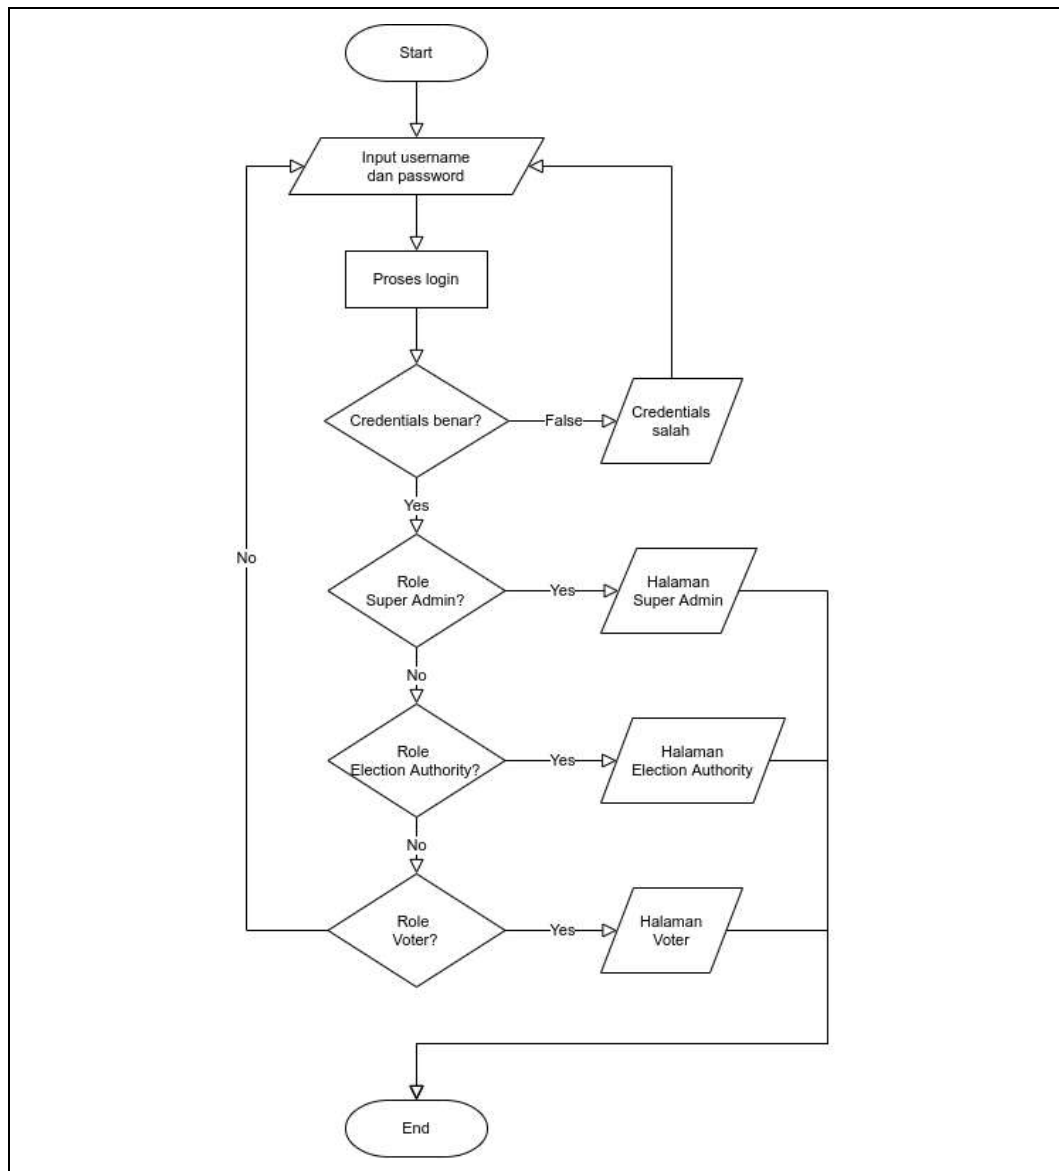 Start
Input username
dan password
Proses login
Credentials benar?
False
Credentials
salah
Yes
No
Role
Super Admin?
Yes
Halaman
Super Admin
No
Role
Election Authority?
Yes
Halaman
Election Authority
No
Role
Voter?
Yes
Halaman
Voter
End